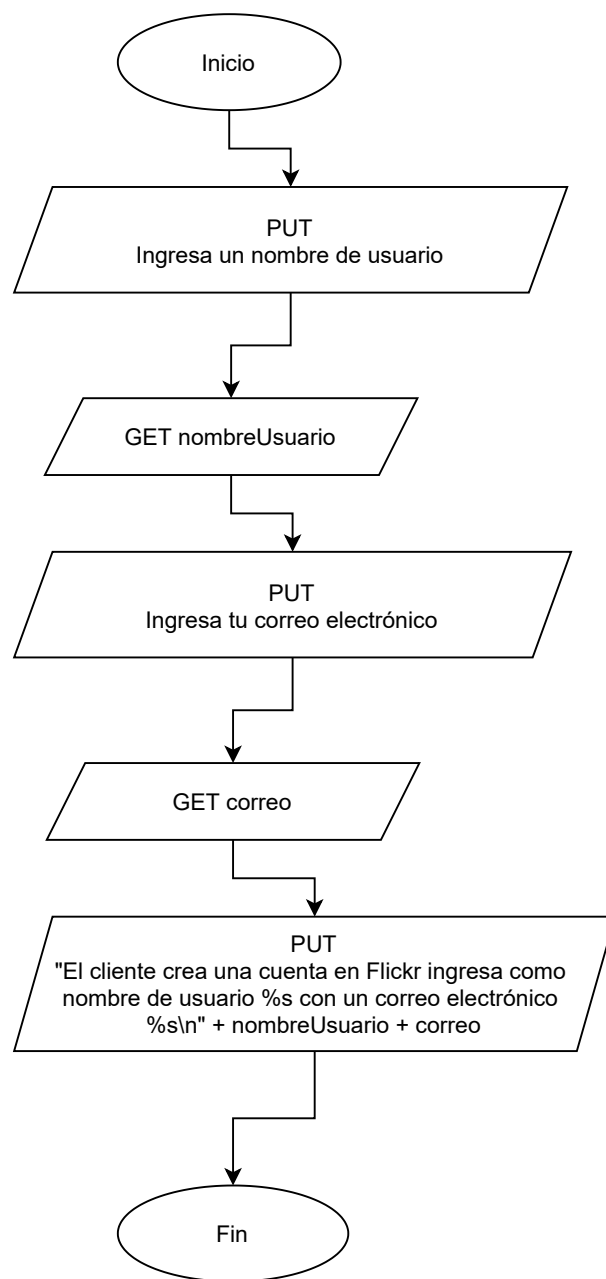 Inicio
PUT
Ingresa un nombre de usuario
GET nombreUsuario
PUT
Ingresa tu correo electrónico
GET correo
PUT
"El cliente crea una cuenta en Flickr ingresa como
nombre de usuario %s con un correo electrónico
%s\n" + nombreUsuario + correo
Fin